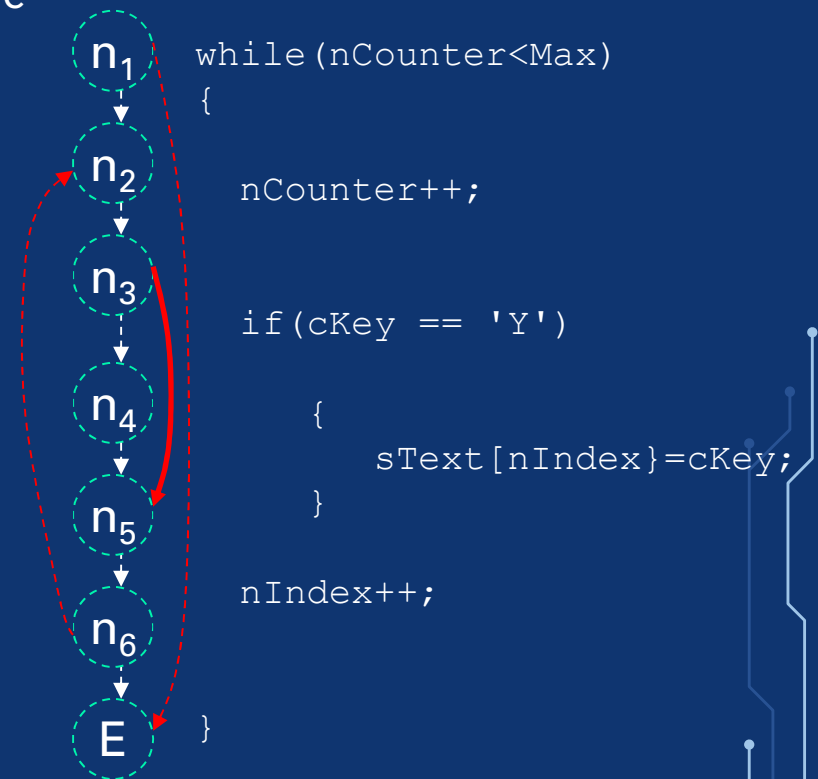 n1 while(nCounter<Max)
{
n2 nCounter++;
n3
if(cKey == 'Y')
n4 {
sText[nIndex}=cKey;
n5 }
nIndex++;
n6
E }